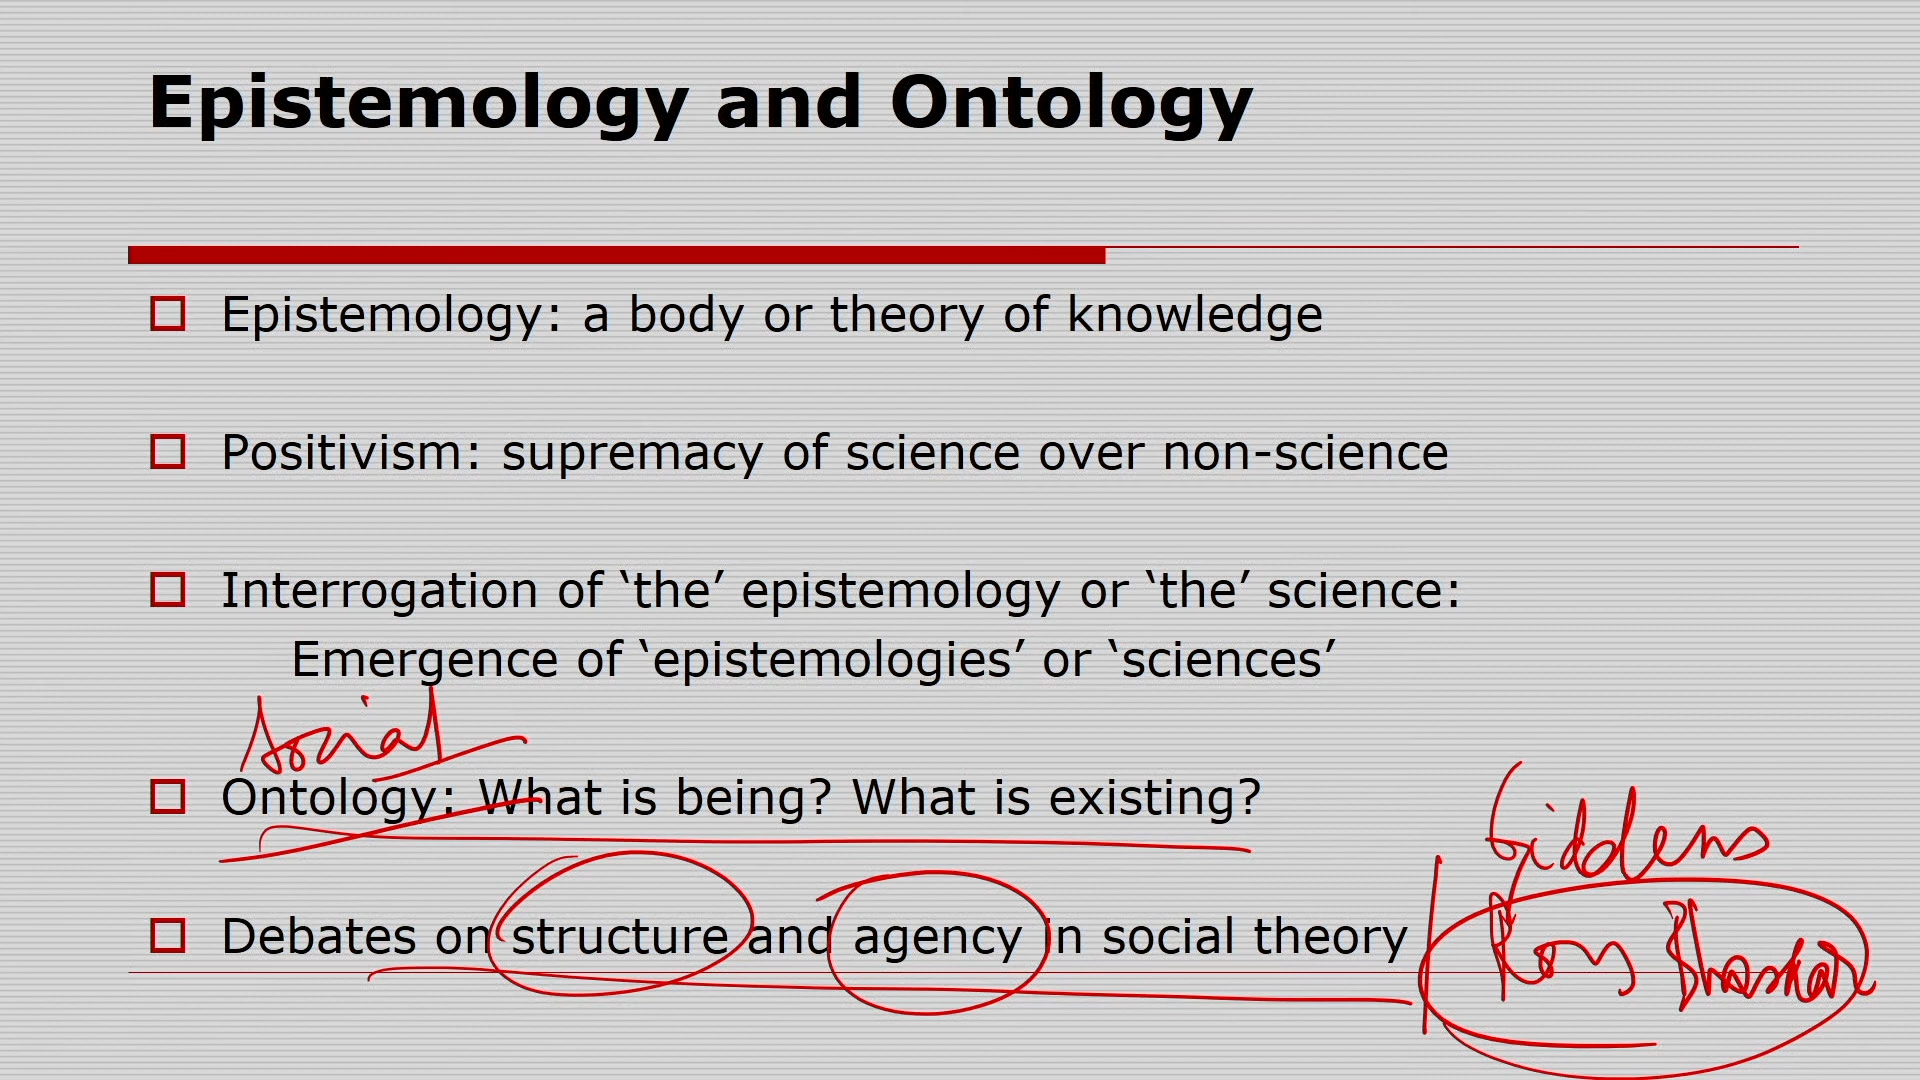 Epistemology and Ontology
Epistemology: a body or theory of knowledge
Positivism: supremacy of science over non-science
Interrogation of ‘the’ epistemology or ‘the’ science:
Emergence of ‘epistemologies’ or ‘sciences’
Social
Ontology: What is being? What is existing?
Giddens
Debates on structure and agency in social theory
Roy Bhaskar